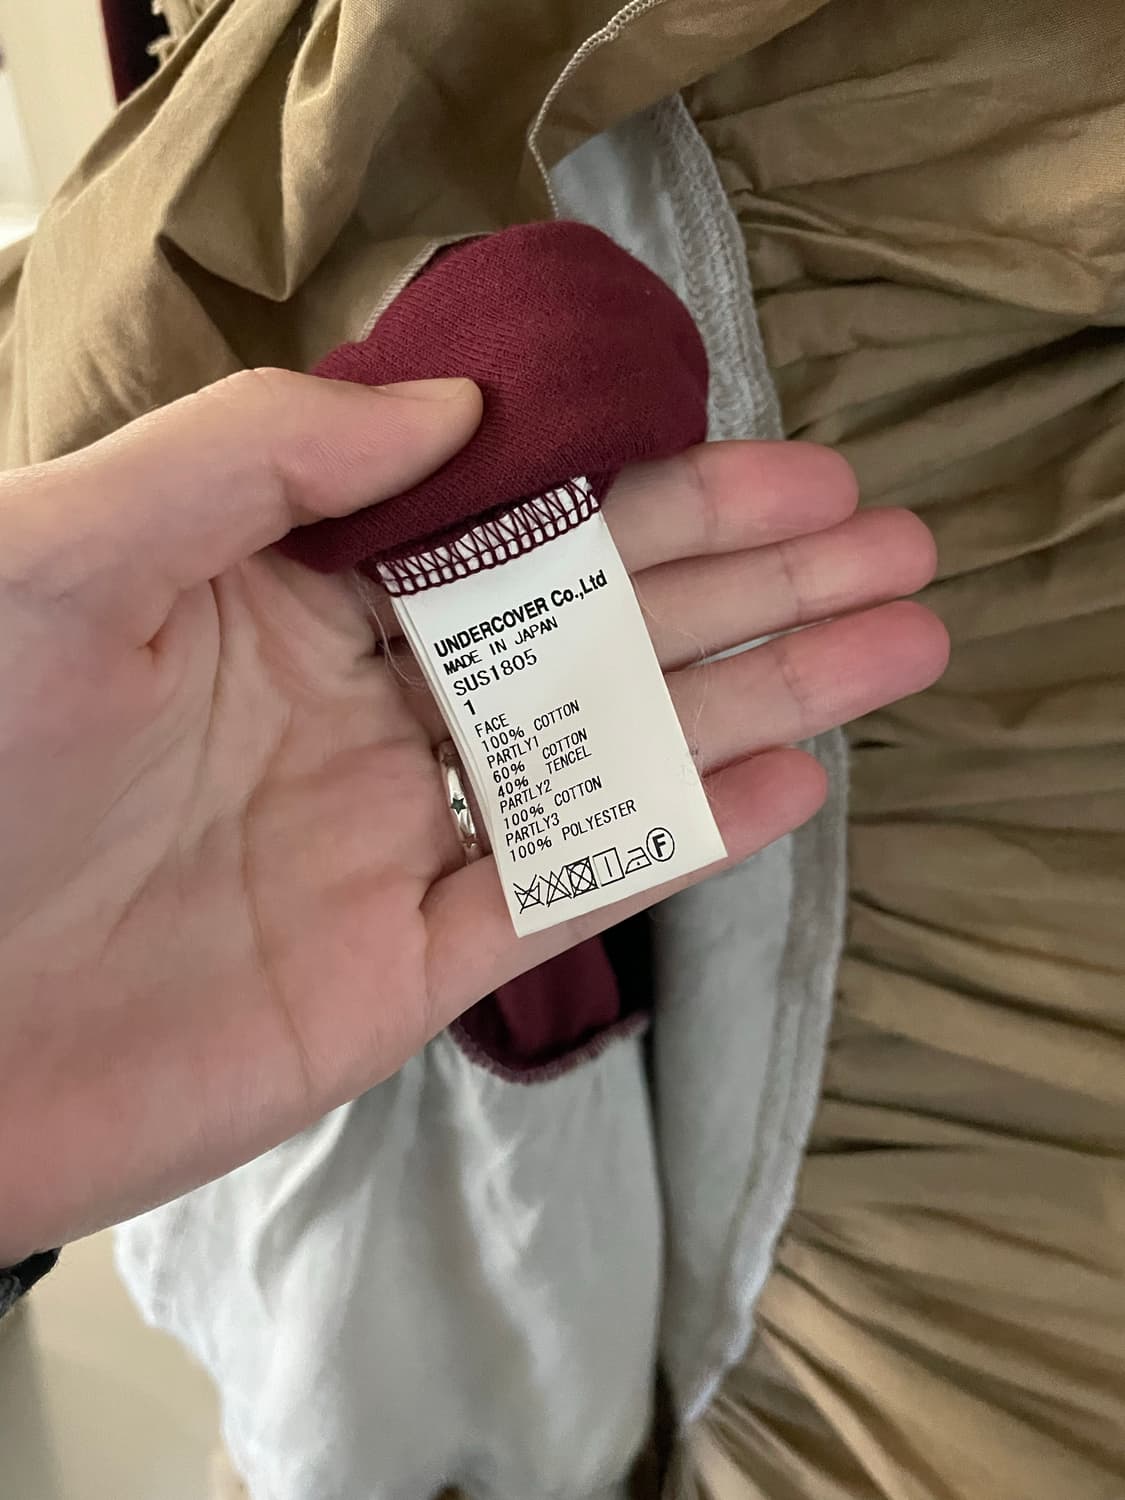 UNDERCOVER Co.,Ltd
MADE IN JAPAN
SUS1805
1
FACE
100% COTTON
PARTLY1
60% COTTON
40% TENCEL
PARTLY2
100% COTTON
PARTLY3
100% POLYESTER
F